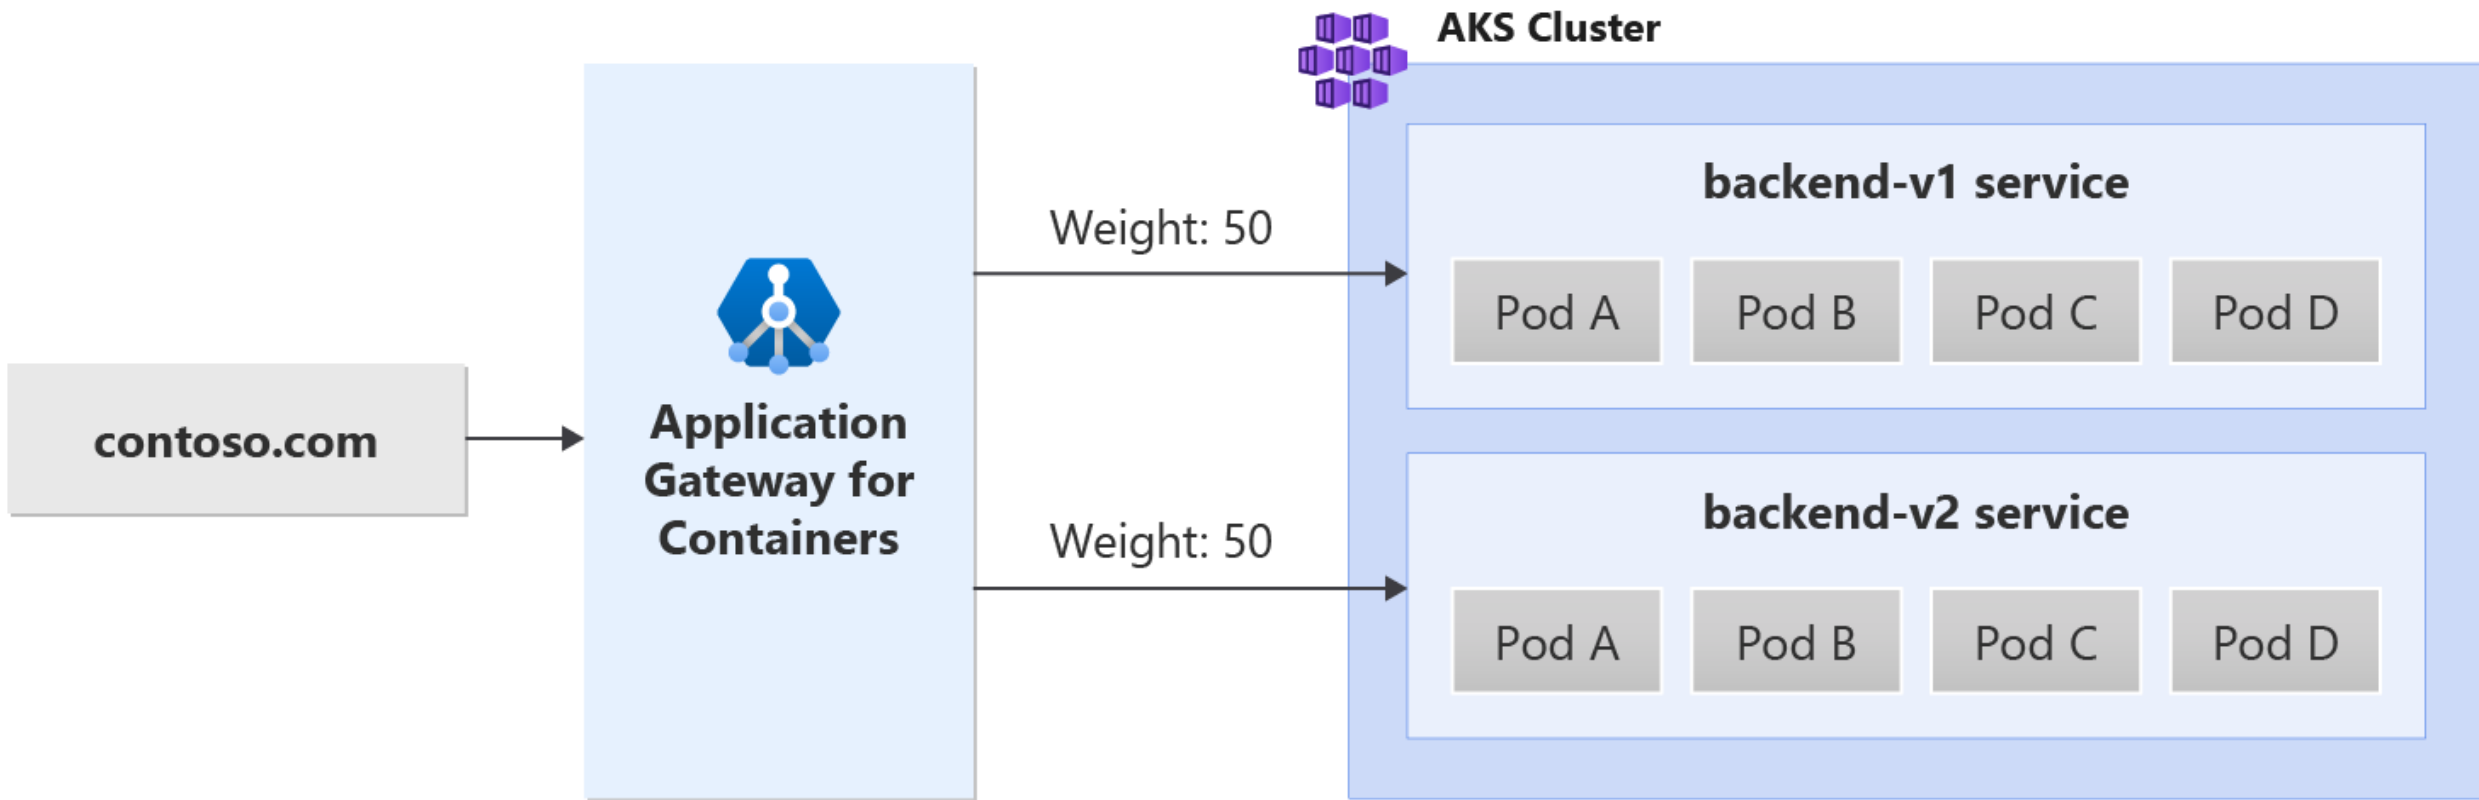 AKS Cluster
contoso.com
Application
Gateway for
Containers
Weight: 50
Weight: 50
backend-v1 service
Pod A
Pod B
Pod C
Pod D
backend-v2 service
Pod A
Pod B
Pod C
Pod D